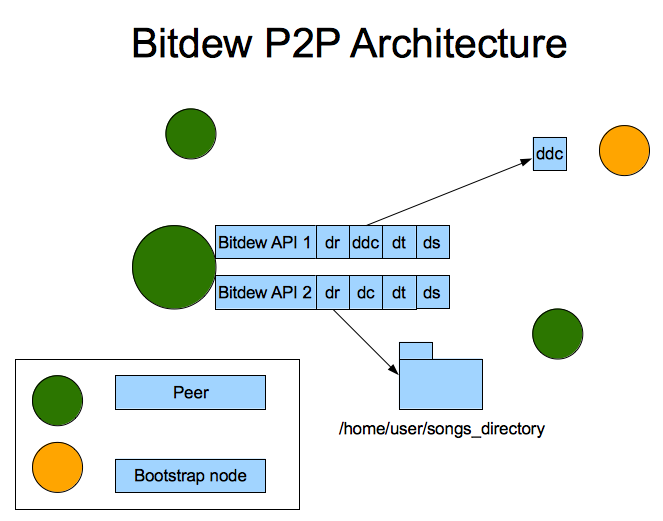 Bitdew P2P Architecture
ddc
Bitdew API 1 dr ddc dt ds
Bitdew API 2 dr dc dt ds
/home/user/songs_directory
Peer
Bootstrap node